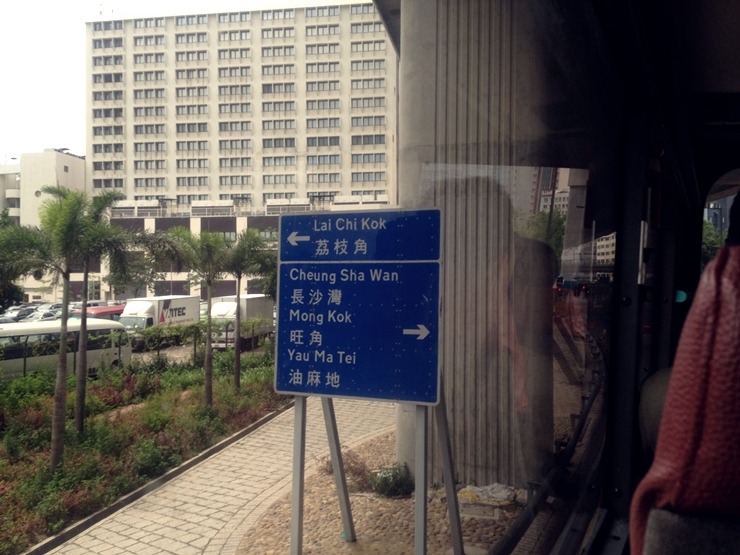 Lai Chi Kok
荔枝角
Cheung Sha Wan
長沙灣
Mong Kok
旺角
Yau Ma Tei
油麻地